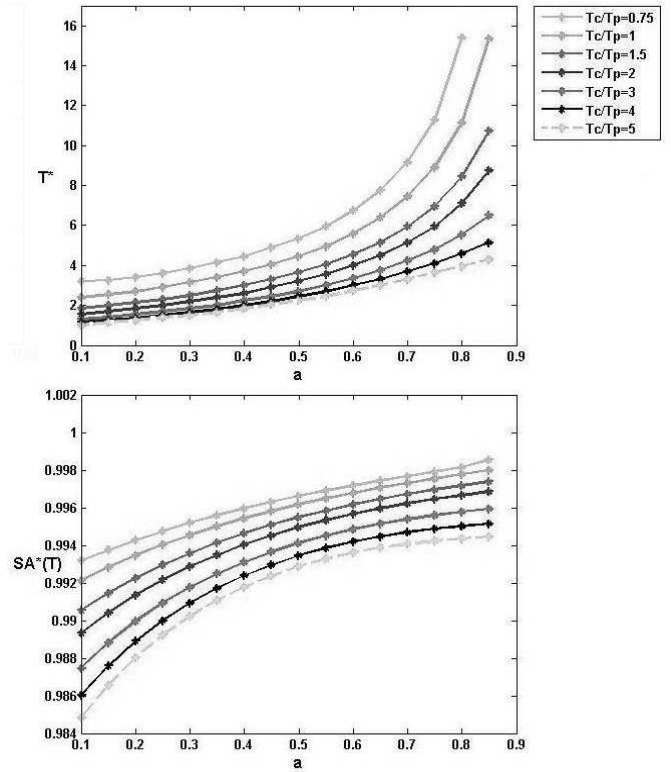 16
14
12
10
8
6
4
2
0
T*
0.1 0.2 0.3 0.4 0.5 0.6 0.7 0.8 0.9
a
Tc/Tp=0.75
Tc/Tp=1
Tc/Tp=1.5
Tc/Tp=2
Tc/Tp=3
Tc/Tp=4
Tc/Tp=5
1.002
1
0.998
0.996
0.994
0.992
0.99
0.988
0.986
0.984
SA*(T)
0.1 0.2 0.3 0.4 0.5 0.6 0.7 0.8 0.9
a